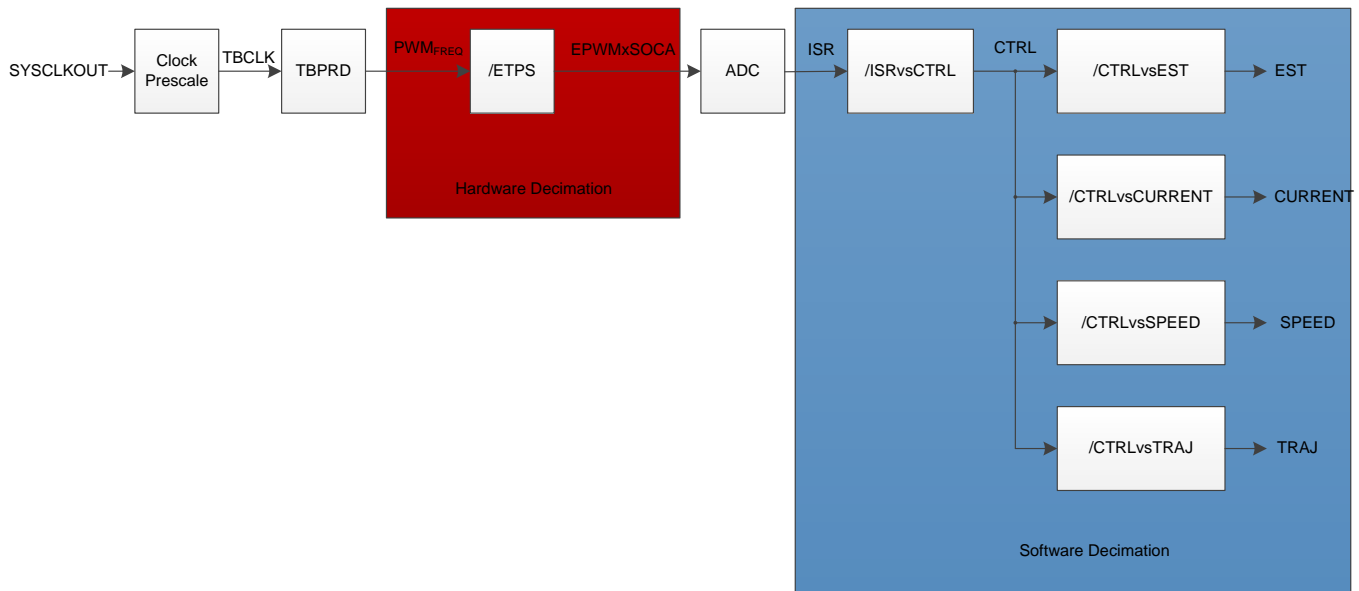 SYSCLKOUT
Clock
Prescale
TBCLK
TBPRD
PWMFREQ
/ETPS
EPWMxSOCA
ADC
ISR
/ISRvsCTRL
CTRL
/CTRLvsEST
EST
Hardware Decimation
/CTRLvsCURRENT
CURRENT
/CTRLvsSPEED
SPEED
/CTRLvsTRAJ
TRAJ
Software Decimation